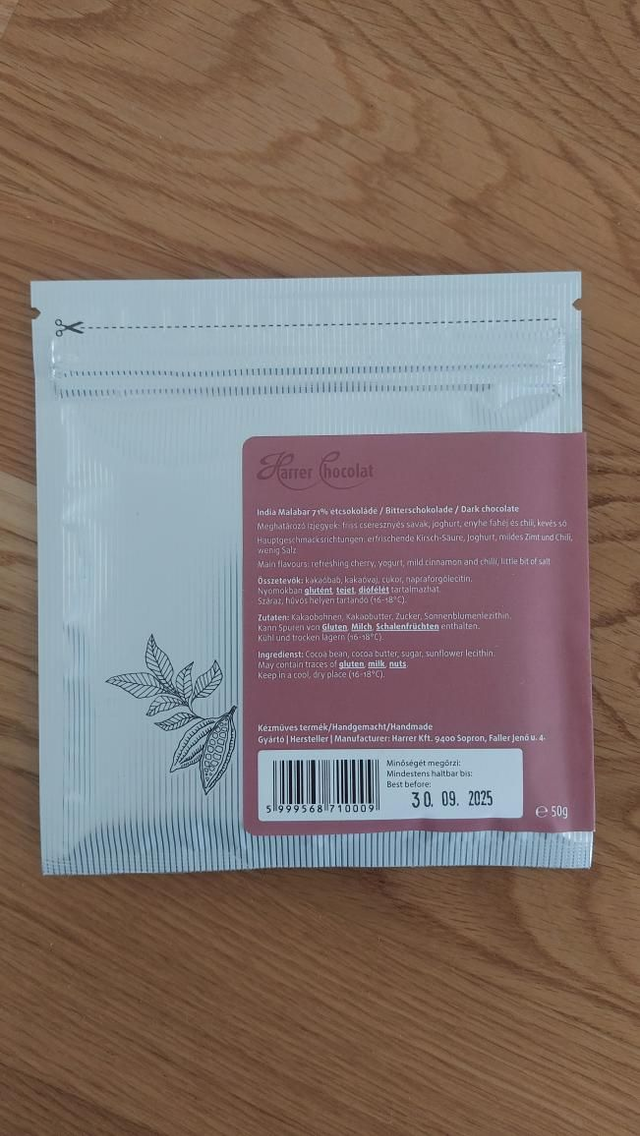 Harrer Chocolat
India Malabar 71% étcsokoládé / Bitterschokolade / Dark chocolate
Meghatározó ízjegyek: friss cseresznyés savak, joghurt, enyhe fahéj és chili, kevés só
Hauptgeschmacksrichtungen: erfrischende Kirsch-Säure, Joghurt, mildes Zimt und Chili,
wenig Salz
Main flavours: refreshing cherry, yogurt, mild cinnamon and chilli, little bit of salt
Összetevők: kakaóbab, kakaóvaj, cukor, napraforgólecitin.
Nyomokban glutént, tejet, diófélét tartalmazhat.
Száraz, hűvös helyen tartandó (16-18°C).
Zutaten: Kakaobohnen, Kakaobutter, Zucker, Sonnenblumenlezithin.
Kann Spuren von Gluten, Milch, Schalenfrüchten enthalten.
Kühl und trocken lagern (16-18°C).
Ingredienst: Cocoa bean, cocoa butter, sugar, sunflower lecithin.
May contain traces of gluten, milk, nuts.
Keep in a cool, dry place (16-18°C).
Kézműves termék/Handgemacht/Handmade
Gyártó | Hersteller | Manufacturer: Harrer Kft. 9400 Sopron, Faller Jenő u. 4.
Minőségét megőrzi:
Mindestens haltbar bis:
Best before:
30. 09. 2025
5 999568 710009
℮ 50g